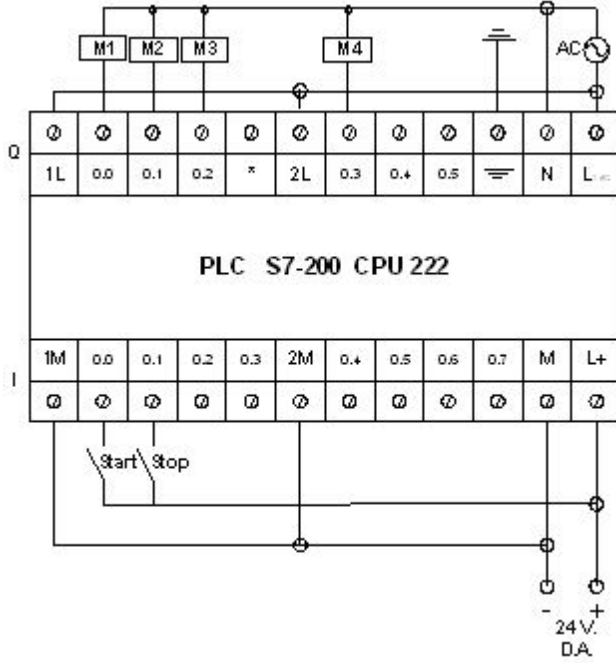 M1 M2 M3 M4 AC
Q
1L 0.0 0.1 0.2 * 2L 0.3 0.4 0.5 N L
PLC S7-200 CPU 222
I
1M 0.0 0.1 0.2 0.3 2M 0.4 0.5 0.6 0.7 M L+
Start Stop
- +
24 V.
D.A.